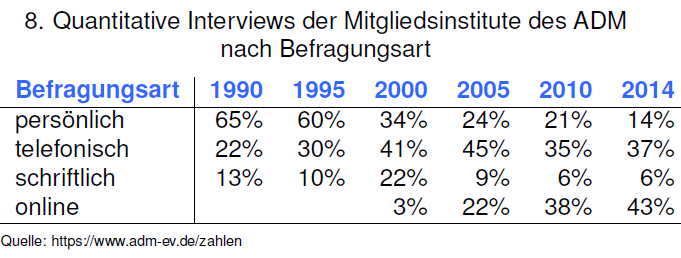 8. Quantitative Interviews der Mitgliedsinstitute des ADM
nach Befragungsart
Befragungsart 1990 1995 2000 2005 2010 2014
persönlich 65% 60% 34% 24% 21% 14%
telefonisch 22% 30% 41% 45% 35% 37%
schriftlich 13% 10% 22% 9% 6% 6%
online 3% 22% 38% 43%
Quelle: https://www.adm-ev.de/zahlen